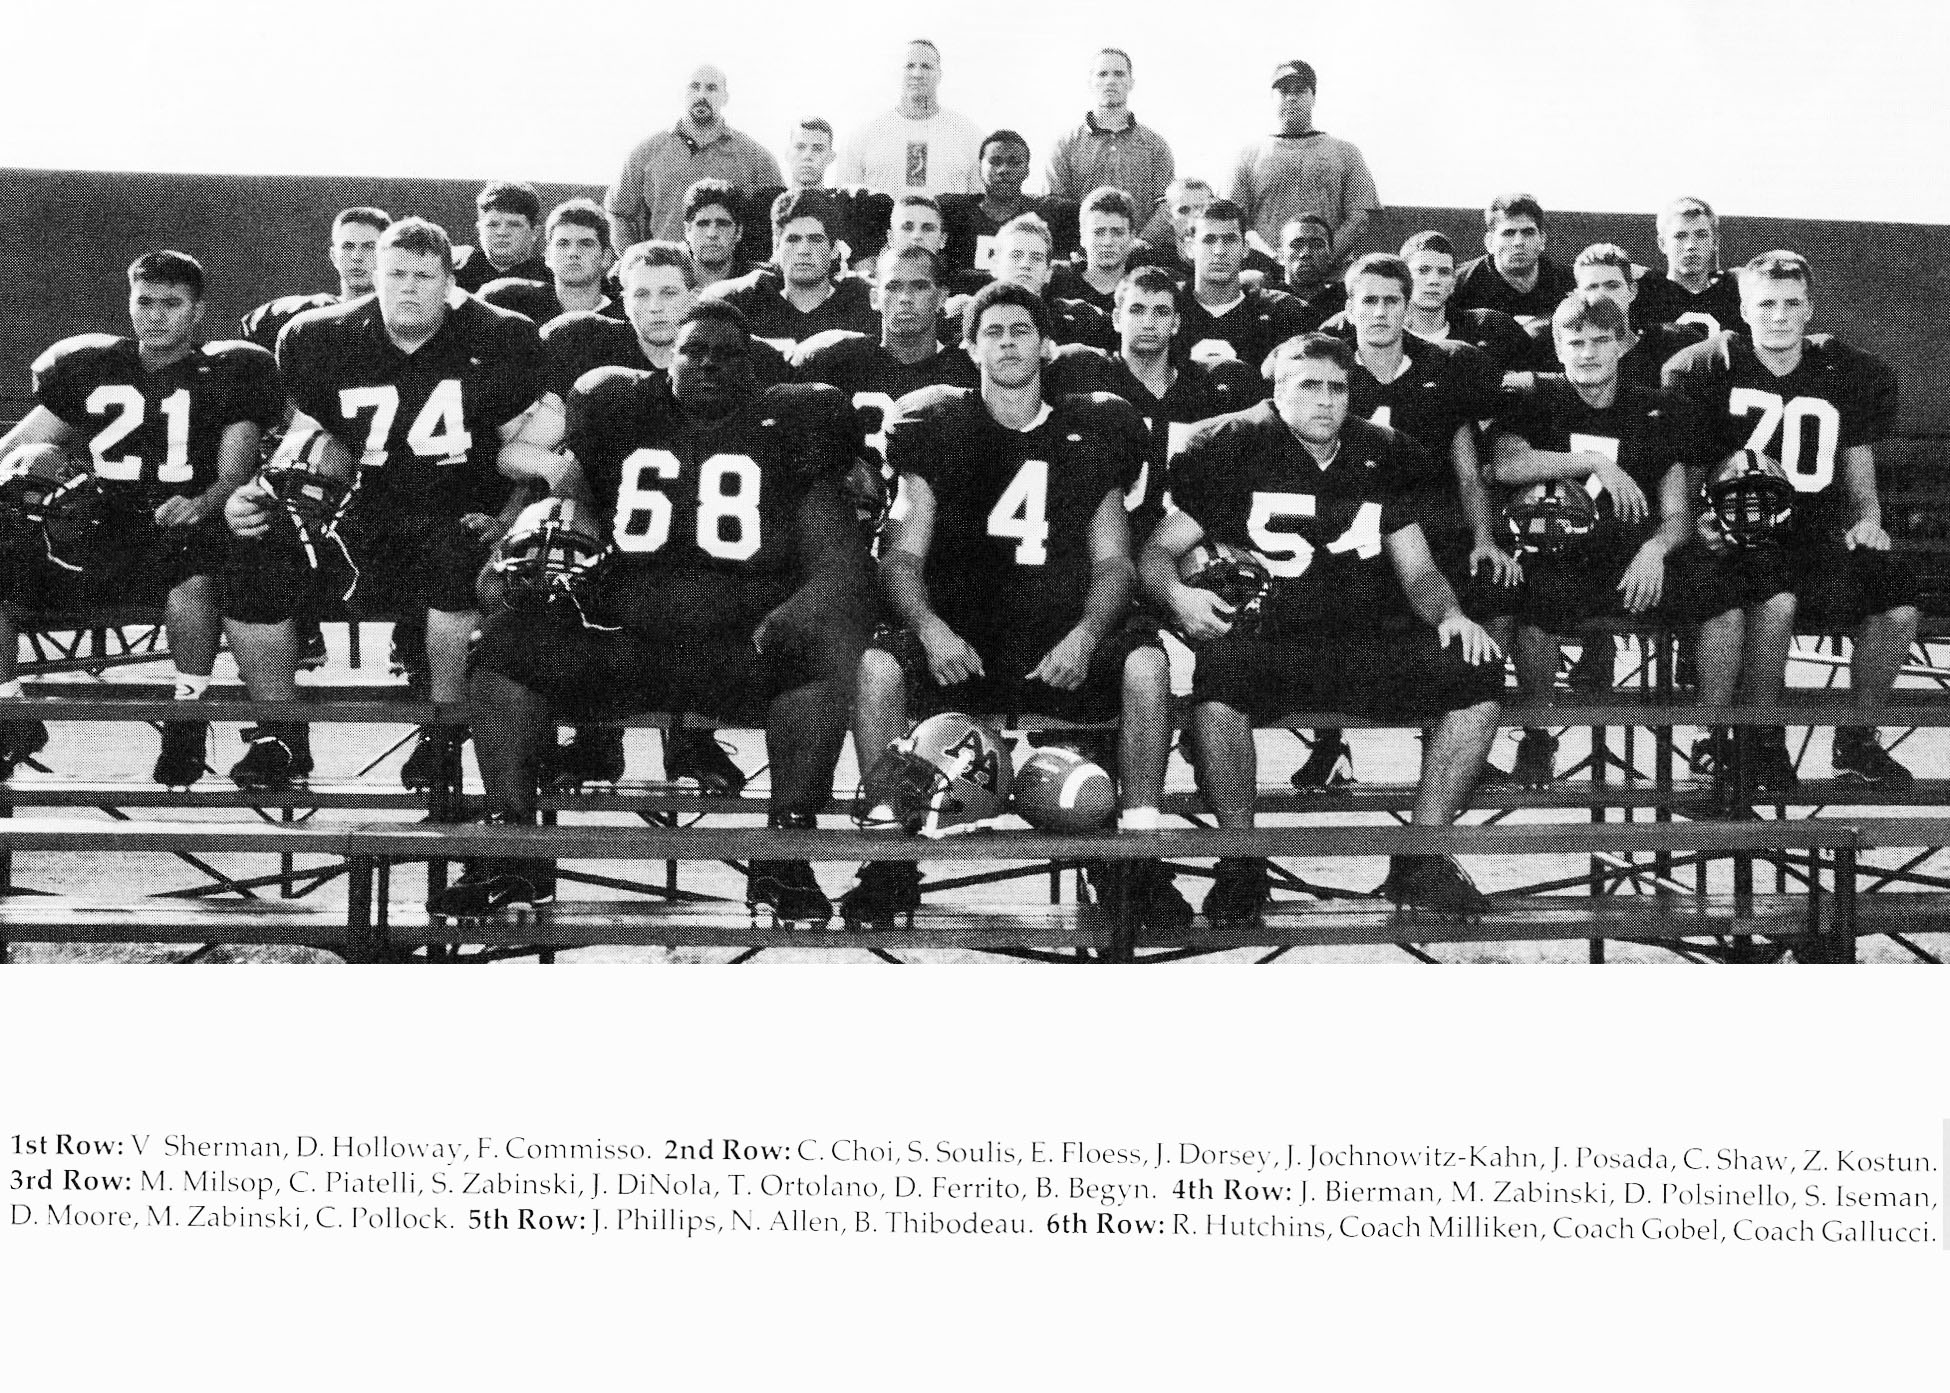 21
74
68
4
54
70
AA
1st Row: V Sherman, D. Holloway, F. Commisso. 2nd Row: C. Choi, S. Soulis, E. Floess, J. Dorsey, J. Jochnowitz-Kahn, J. Posada, C. Shaw, Z. Kostun.
3rd Row: M. Milsop, C. Piatelli, S. Zabinski, J. DiNola, T. Ortolano, D. Ferrito, B. Begyn. 4th Row: J. Bierman, M. Zabinski, D. Polsinello, S. Iseman,
D. Moore, M. Zabinski, C. Pollock. 5th Row: J. Phillips, N. Allen, B. Thibodeau. 6th Row: R. Hutchins, Coach Milliken, Coach Gobel, Coach Gallucci.